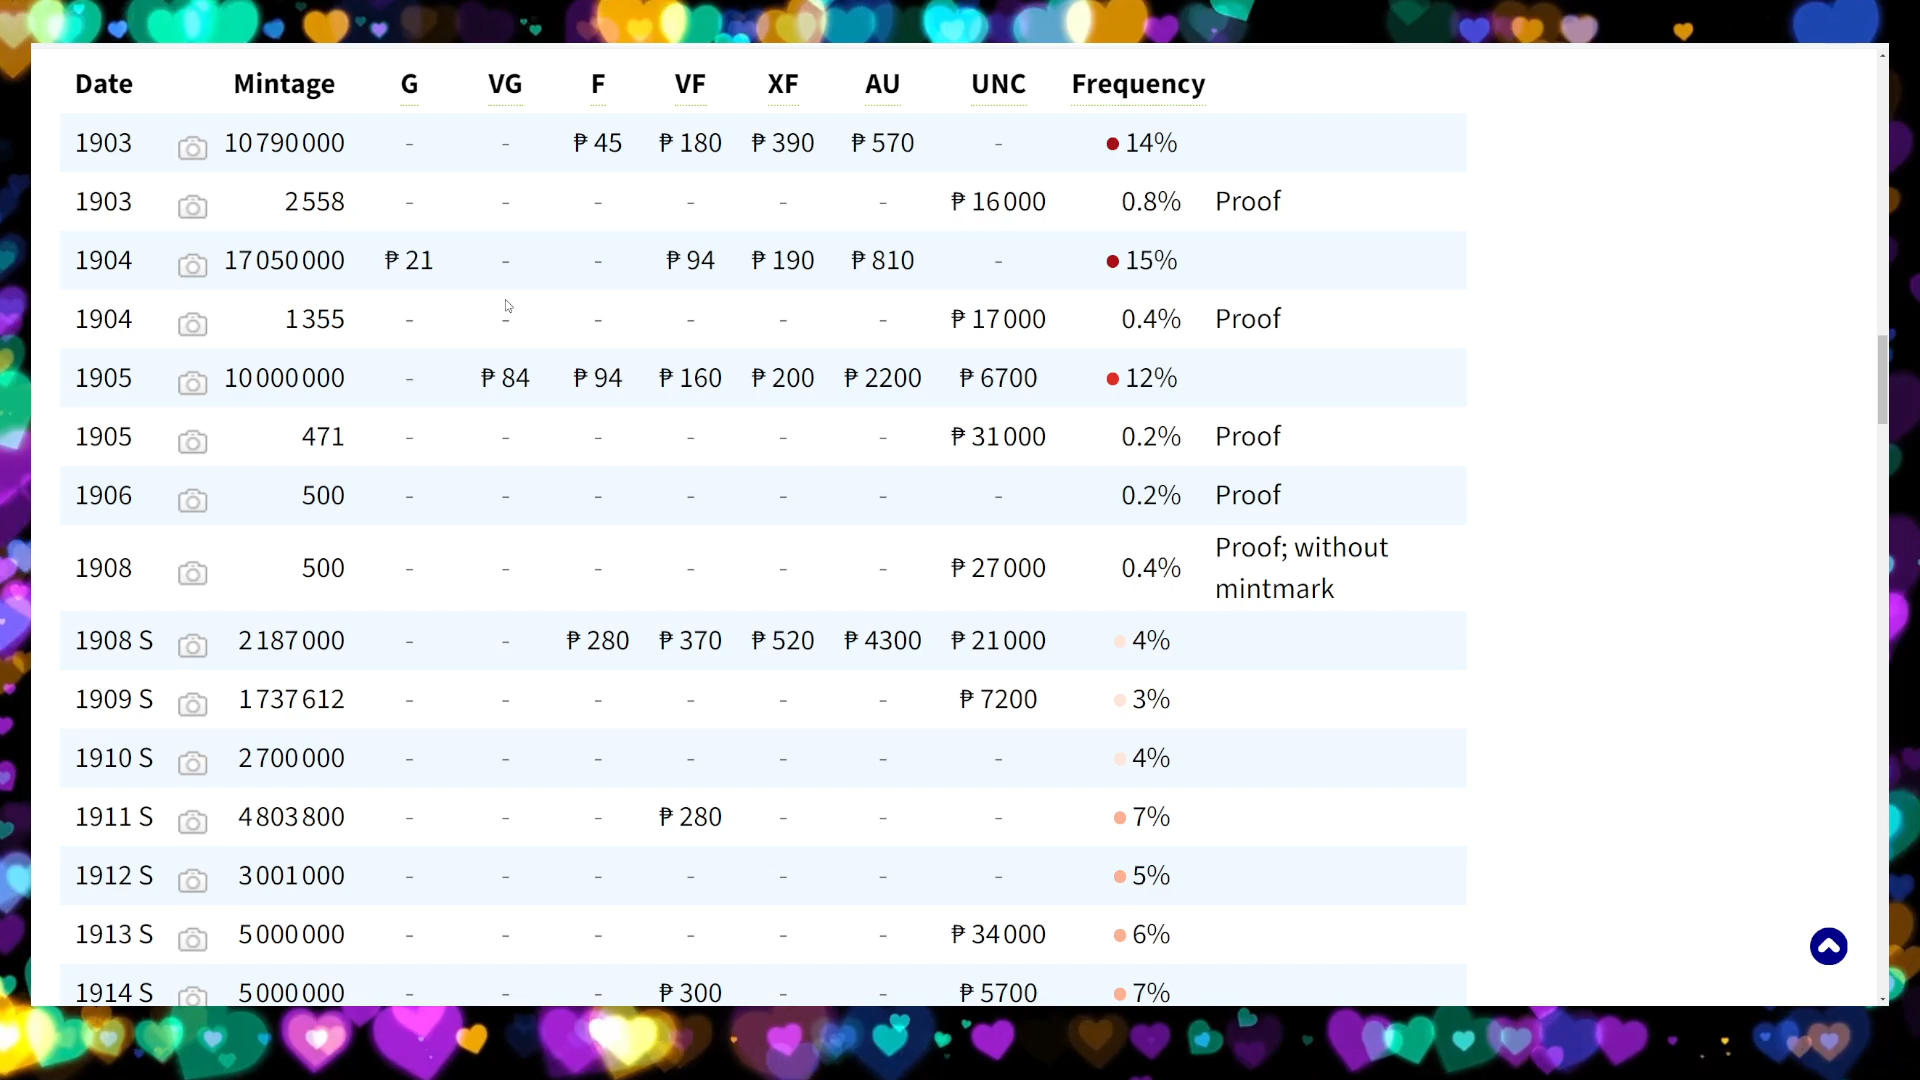 Date Mintage G VG F VF XF AU UNC Frequency
1903 10790000 - - ₱ 45 ₱ 180 ₱ 390 ₱ 570 - 14%
1903 2558 - - - - - - ₱ 16000 0.8% Proof
1904 17050000 ₱ 21 - - ₱ 94 ₱ 190 ₱ 810 - 15%
1904 1355 - - - - - - ₱ 17000 0.4% Proof
1905 10000000 - ₱ 84 ₱ 94 ₱ 160 ₱ 200 ₱ 2200 ₱ 6700 12%
1905 471 - - - - - - ₱ 31000 0.2% Proof
1906 500 - - - - - - - 0.2% Proof
1908 500 - - - - - - ₱ 27000 0.4% Proof; without
mintmark
1908 S 2187000 - - ₱ 280 ₱ 370 ₱ 520 ₱ 4300 ₱ 21000 4%
1909 S 1737612 - - - - - - ₱ 7200 3%
1910 S 2700000 - - - - - - - 4%
1911 S 4803800 - - - ₱ 280 - - - 7%
1912 S 3001000 - - - - - - - 5%
1913 S 5000000 - - - - - - ₱ 34000 6%
1914 S 5000000 - - - ₱ 300 - - ₱ 5700 7%